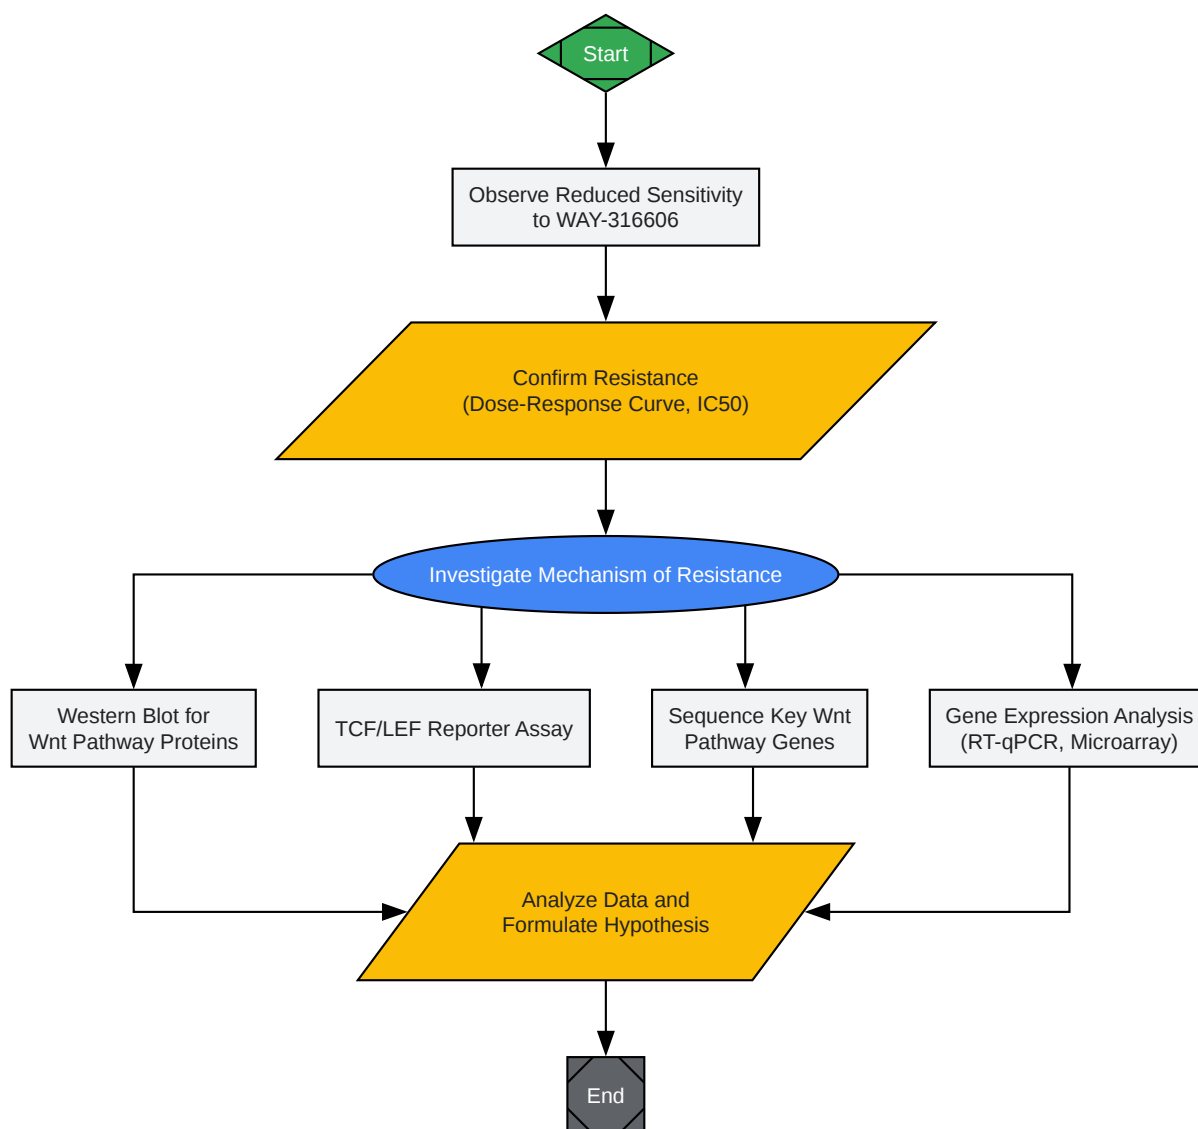 Start
Observe Reduced Sensitivity
to WAY-316606
Confirm Resistance
(Dose-Response Curve, IC50)
Investigate Mechanism of Resistance
Western Blot for
Wnt Pathway Proteins
TCF/LEF Reporter Assay
Sequence Key Wnt
Pathway Genes
Gene Expression Analysis
(RT-qPCR, Microarray)
Analyze Data and
Formulate Hypothesis
End